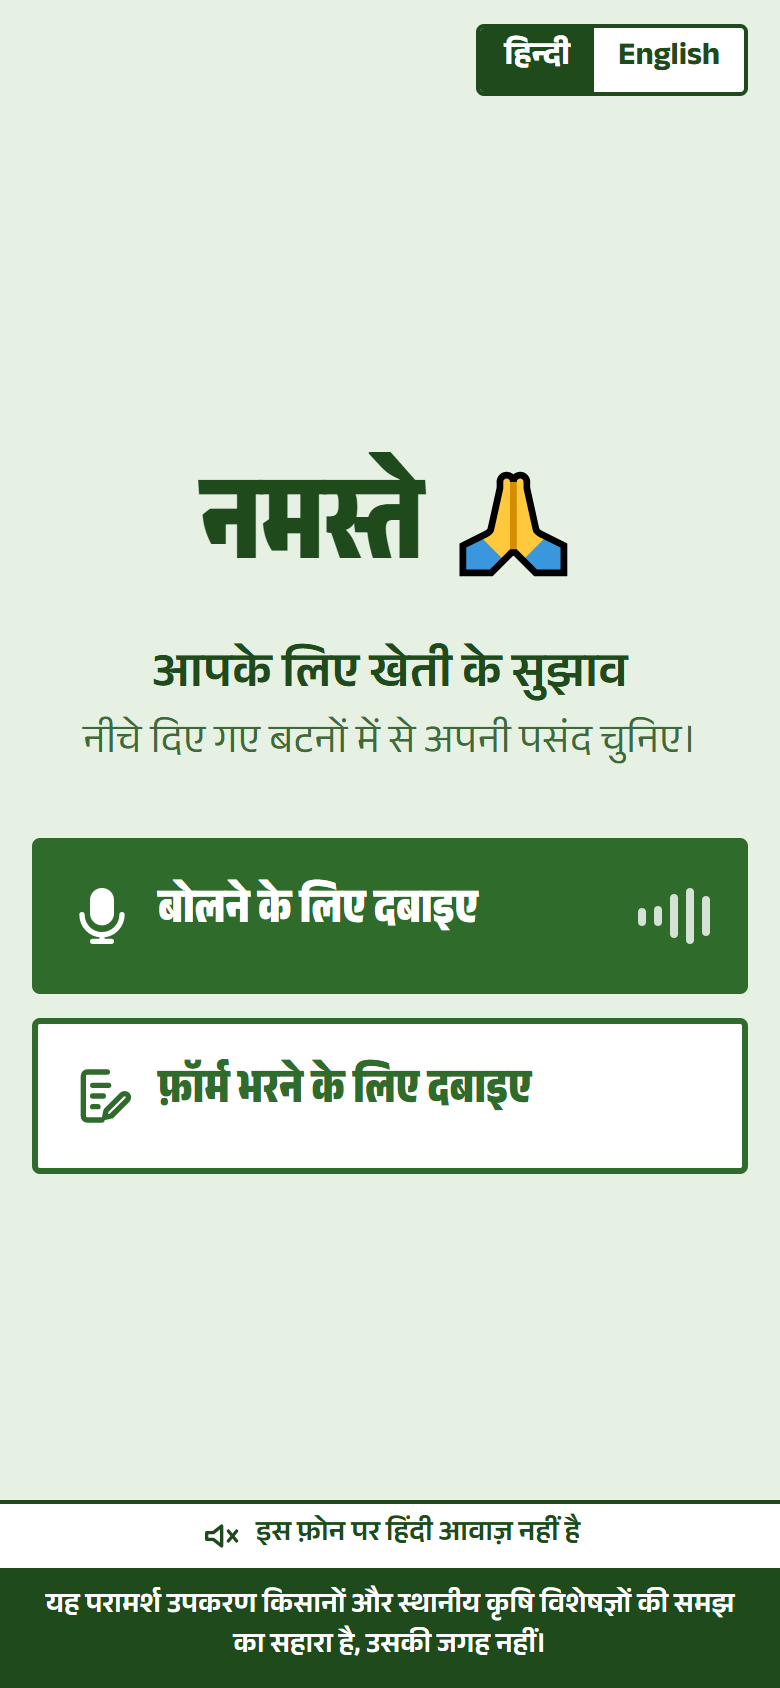 हिन्दी English
नमस्ते 🙏
आपके लिए खेती के सुझाव
नीचे दिए गए बटनों में से अपनी पसंद चुनिए।
बोलने के लिए दबाइए
फ़ॉर्म भरने के लिए दबाइए
इस फ़ोन पर हिंदी आवाज़ नहीं है
यह परामर्श उपकरण किसानों और स्थानीय कृषि विशेषज्ञों की समझ
का सहारा है, उसकी जगह नहीं।